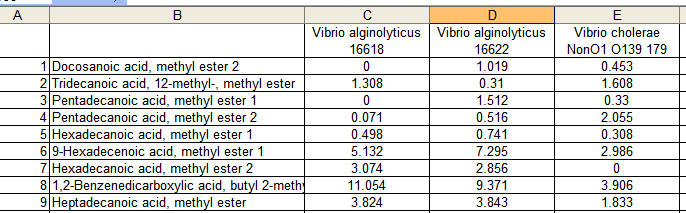 A B C D E
Vibrio alginolyticus 16618 Vibrio alginolyticus 16622 Vibrio cholerae NonO1 O139 179
1 Docosanoic acid, methyl ester 2 0 1.019 0.453
2 Tridecanoic acid, 12-methyl-, methyl ester 1.308 0.31 1.608
3 Pentadecanoic acid, methyl ester 1 0 1.512 0.33
4 Pentadecanoic acid, methyl ester 2 0.071 0.516 2.055
5 Hexadecanoic acid, methyl ester 1 0.498 0.741 0.308
6 9-Hexadecenoic acid, methyl ester 1 5.132 7.295 2.986
7 Hexadecanoic acid, methyl ester 2 3.074 2.856 0
8 1,2-Benzenedicarboxylic acid, butyl 2-meth 11.054 9.371 3.906
9 Heptadecanoic acid, methyl ester 3.824 3.843 1.833